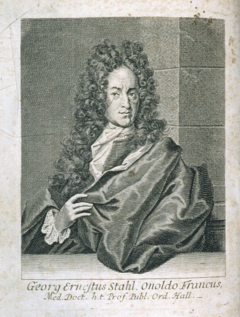 Georg Ernestus Stahl. Onoldo Francus,
Med. Doct. h.t. Prof. Publ. Ord. Hall.